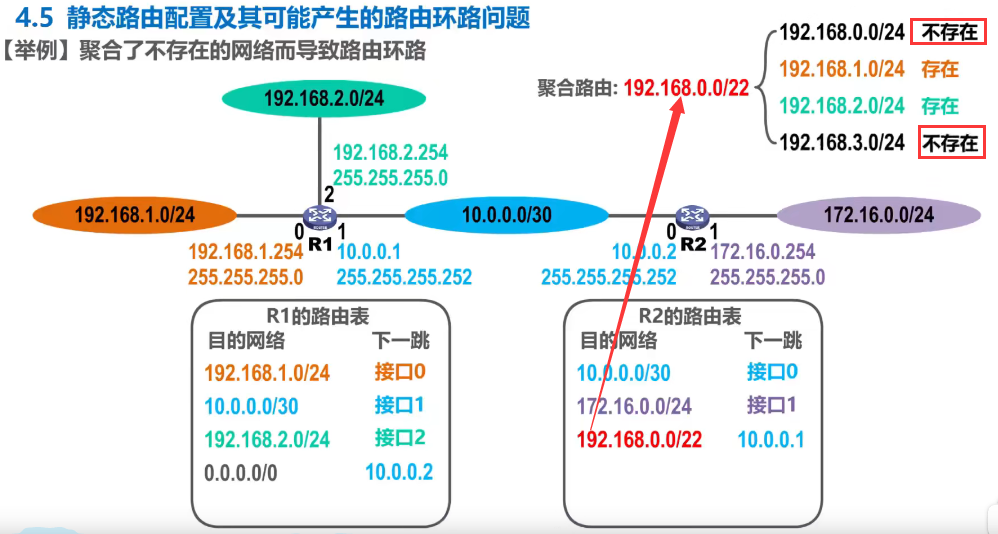 4.5 静态路由配置及其可能产生的路由环路问题
【举例】聚合了不存在的网络而导致路由环路
聚合路由: 192.168.0.0/22
192.168.0.0/24 不存在
192.168.1.0/24 存在
192.168.2.0/24 存在
192.168.3.0/24 不存在
192.168.2.0/24
192.168.2.254
255.255.255.0
2
192.168.1.0/24
10.0.0.0/30
172.16.0.0/24
0
R1
1
0
R2
1
ROUTER
ROUTER
192.168.1.254
255.255.255.0
10.0.0.1
255.255.255.252
10.0.0.2
255.255.255.252
172.16.0.254
255.255.255.0
R1的路由表
目的网络 下一跳
192.168.1.0/24 接口0
10.0.0.0/30 接口1
192.168.2.0/24 接口2
0.0.0.0/0 10.0.0.2
R2的路由表
目的网络 下一跳
10.0.0.0/30 接口0
172.16.0.0/24 接口1
192.168.0.0/22 10.0.0.1